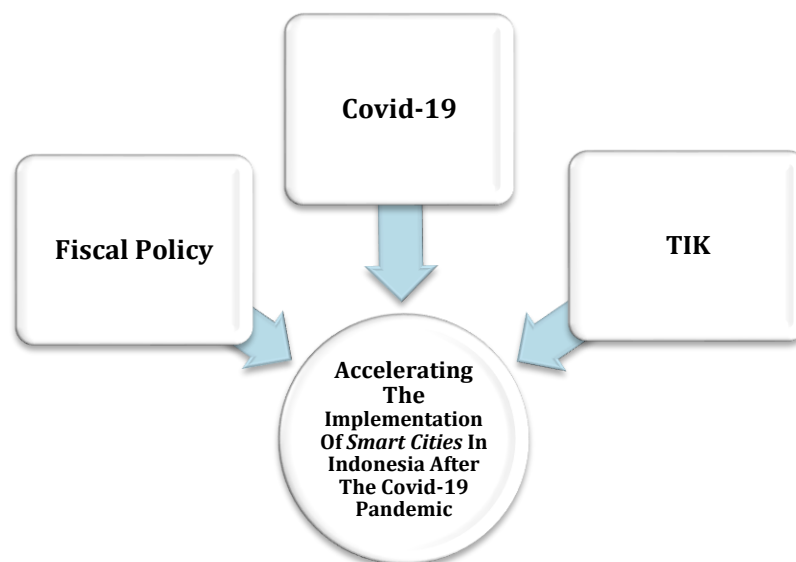 Covid-19
Fiscal Policy
TIK
Accelerating
The
Implementation
Of Smart Cities In
Indonesia After
The Covid-19
Pandemic